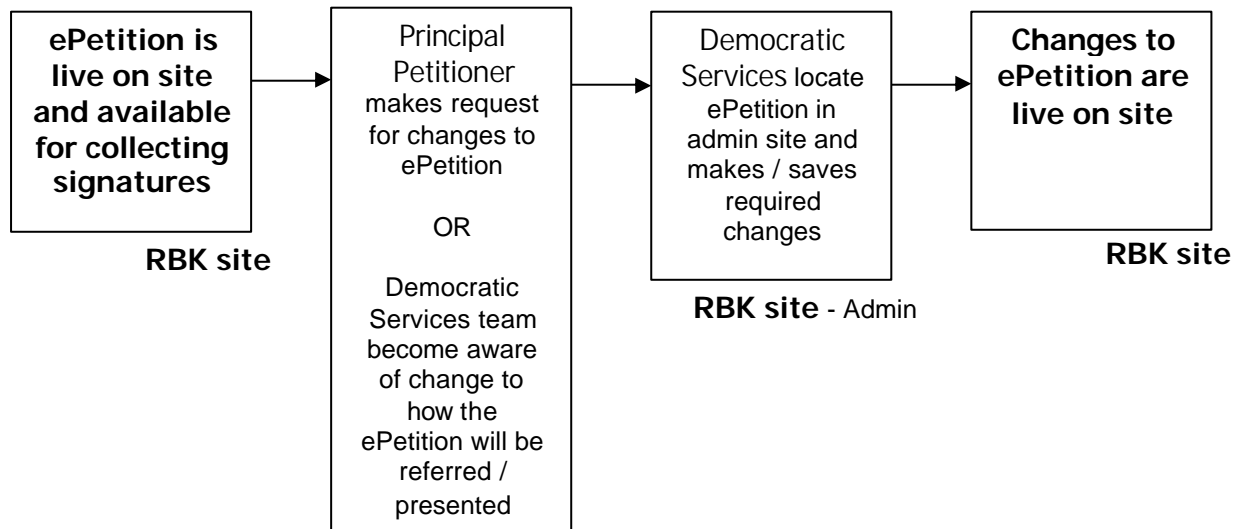 ePetition is
live on site
and available
for collecting
signatures
RBK site
Principal
Petitioner
makes request
for changes to
ePetition
OR
Democratic
Services team
become aware
of change to
how the
ePetition will be
referred /
presented
Democratic
Services locate
ePetition in
admin site and
makes / saves
required
changes
RBK site - Admin
Changes to
ePetition are
live on site
RBK site